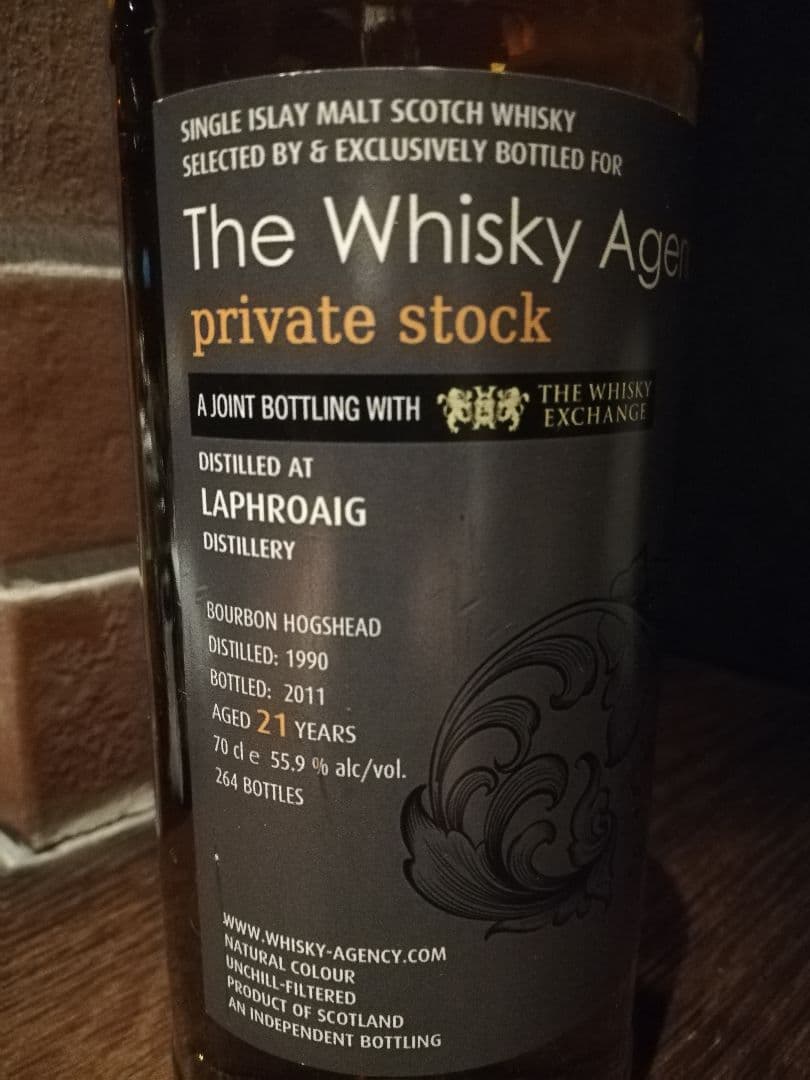 SINGLE ISLAY MALT SCOTCH WHISKY
SELECTED BY & EXCLUSIVELY BOTTLED FOR
The Whisky Agen
private stock
A JOINT BOTTLING WITH THE WHISKY EXCHANGE
DISTILLED AT
LAPHROAIG
DISTILLERY
BOURBON HOGSHEAD
DISTILLED: 1990
BOTTLED: 2011
AGED 21 YEARS
70 cl e 55.9 % alc/vol.
264 BOTTLES
WWW.WHISKY-AGENCY.COM
NATURAL COLOUR
UNCHILL-FILTERED
PRODUCT OF SCOTLAND
AN INDEPENDENT BOTTLING